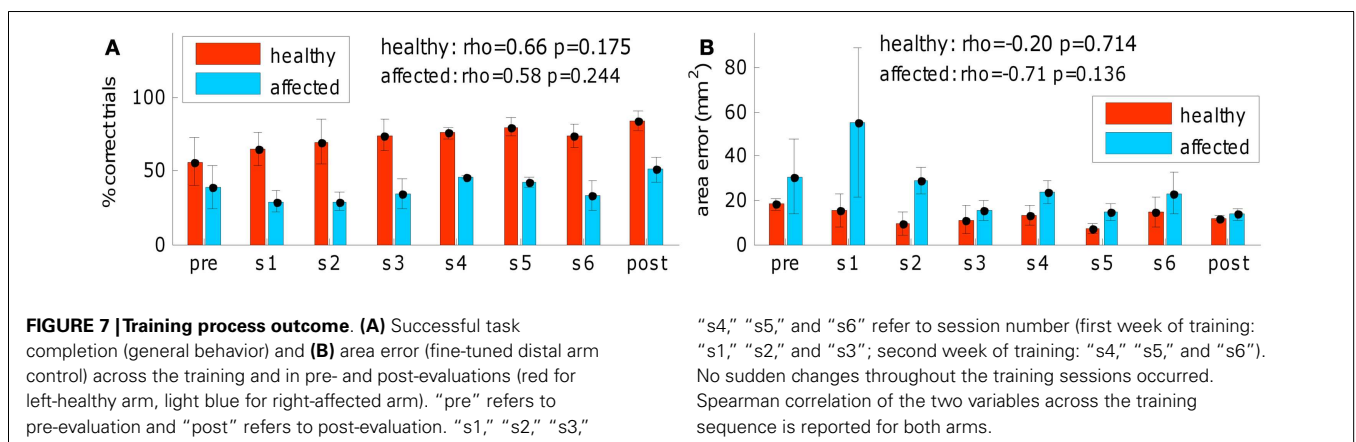 A
healthy
affected
healthy: rho=0.66 p=0.175
affected: rho=0.58 p=0.244
% correct trials
100
50
0
pre s1 s2 s3 s4 s5 s6 post
B
healthy: rho=-0.20 p=0.714
affected: rho=-0.71 p=0.136
healthy
affected
area error (mm²)
80
60
40
20
0
pre s1 s2 s3 s4 s5 s6 post
FIGURE 7 | Training process outcome. (A) Successful task
completion (general behavior) and (B) area error (fine-tuned distal arm
control) across the training and in pre- and post-evaluations (red for
left-healthy arm, light blue for right-affected arm). “pre” refers to
pre-evaluation and “post” refers to post-evaluation. “s1,” “s2,” “s3,”
“s4,” “s5,” and “s6” refer to session number (first week of training:
“s1,” “s2,” and “s3”; second week of training: “s4,” “s5,” and “s6”).
No sudden changes throughout the training sessions occurred.
Spearman correlation of the two variables across the training
sequence is reported for both arms.